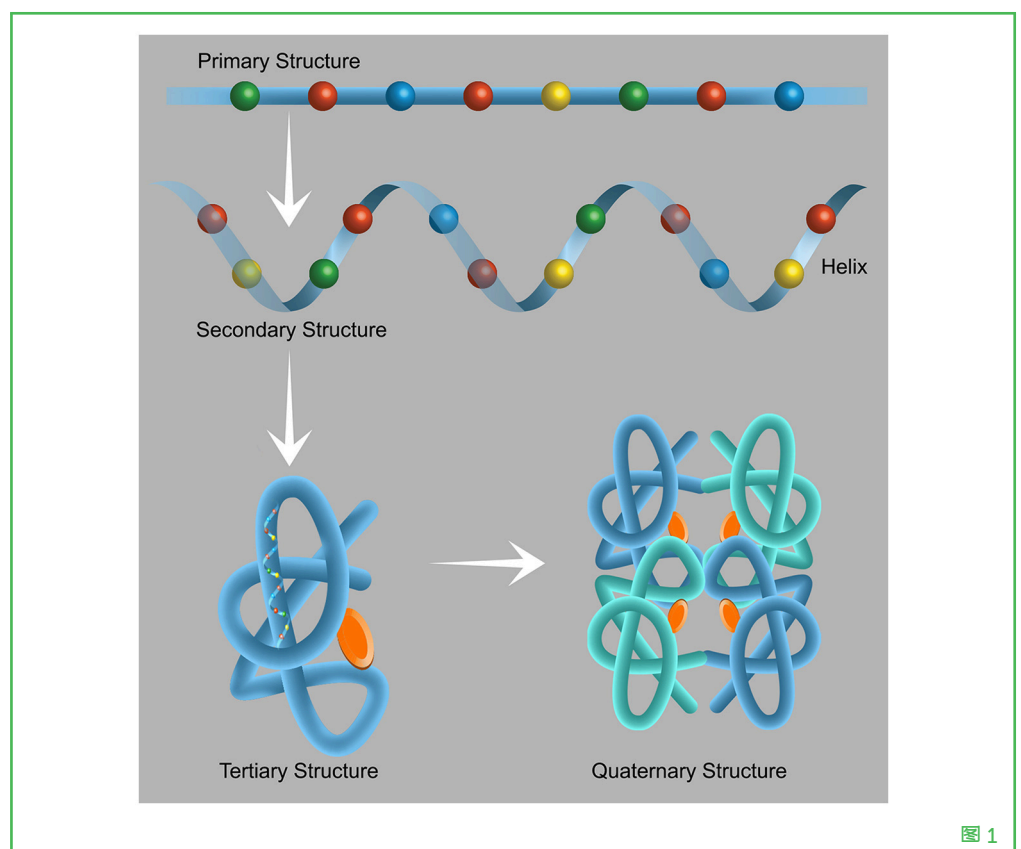 Primary Structure
Helix
Secondary Structure
Tertiary Structure
Quaternary Structure
图 1